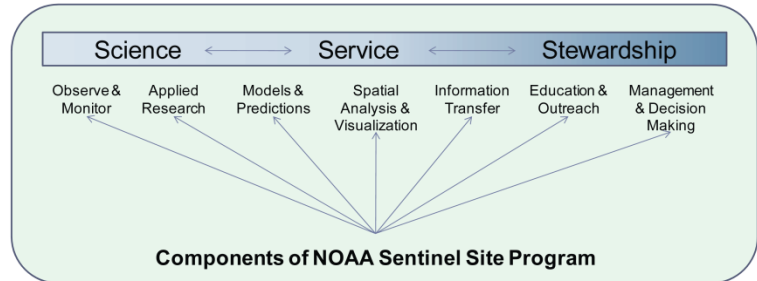 Science Service Stewardship
Observe & Monitor
Applied Research
Models & Predictions
Spatial Analysis & Visualization
Information Transfer
Education & Outreach
Management & Decision Making
Components of NOAA Sentinel Site Program